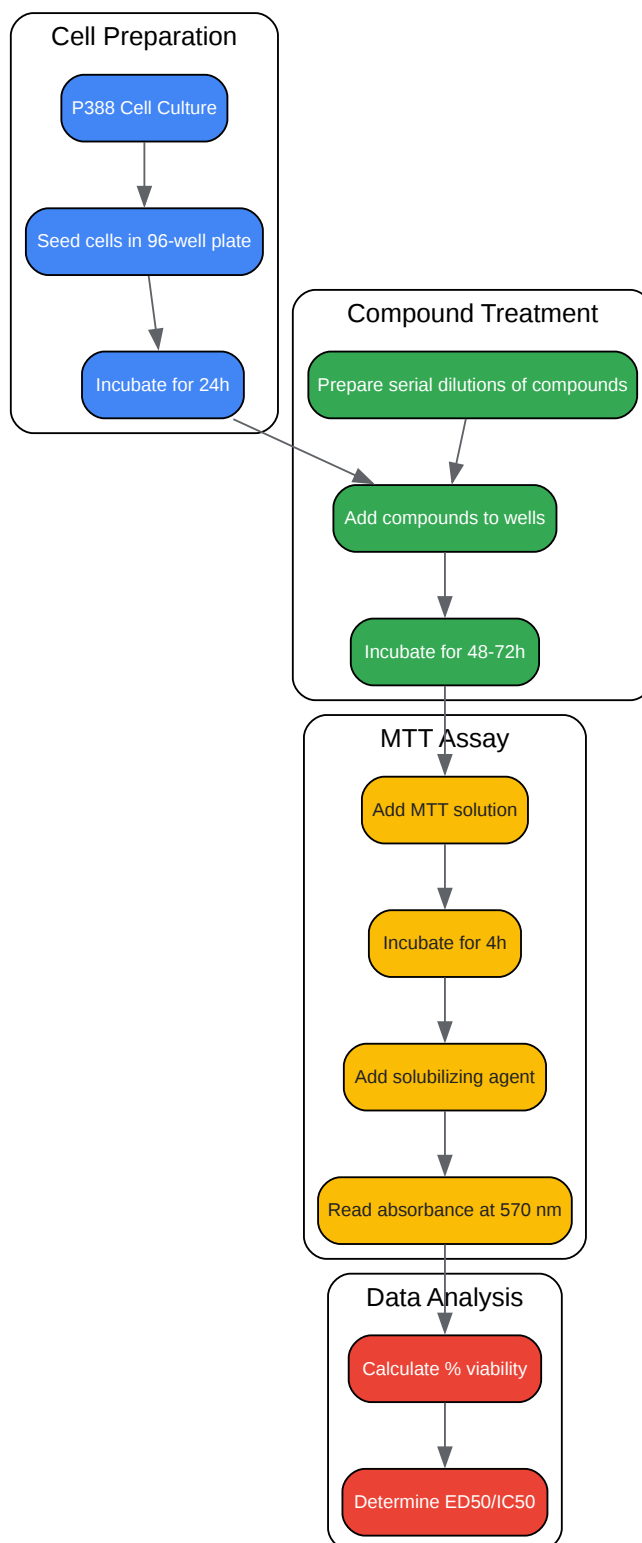 Cell Preparation
P388 Cell Culture
Seed cells in 96-well plate
Incubate for 24h
Compound Treatment
Prepare serial dilutions of compounds
Add compounds to wells
Incubate for 48-72h
MTT Assay
Add MTT solution
Incubate for 4h
Add solubilizing agent
Read absorbance at 570 nm
Data Analysis
Calculate % viability
Determine ED50/IC50